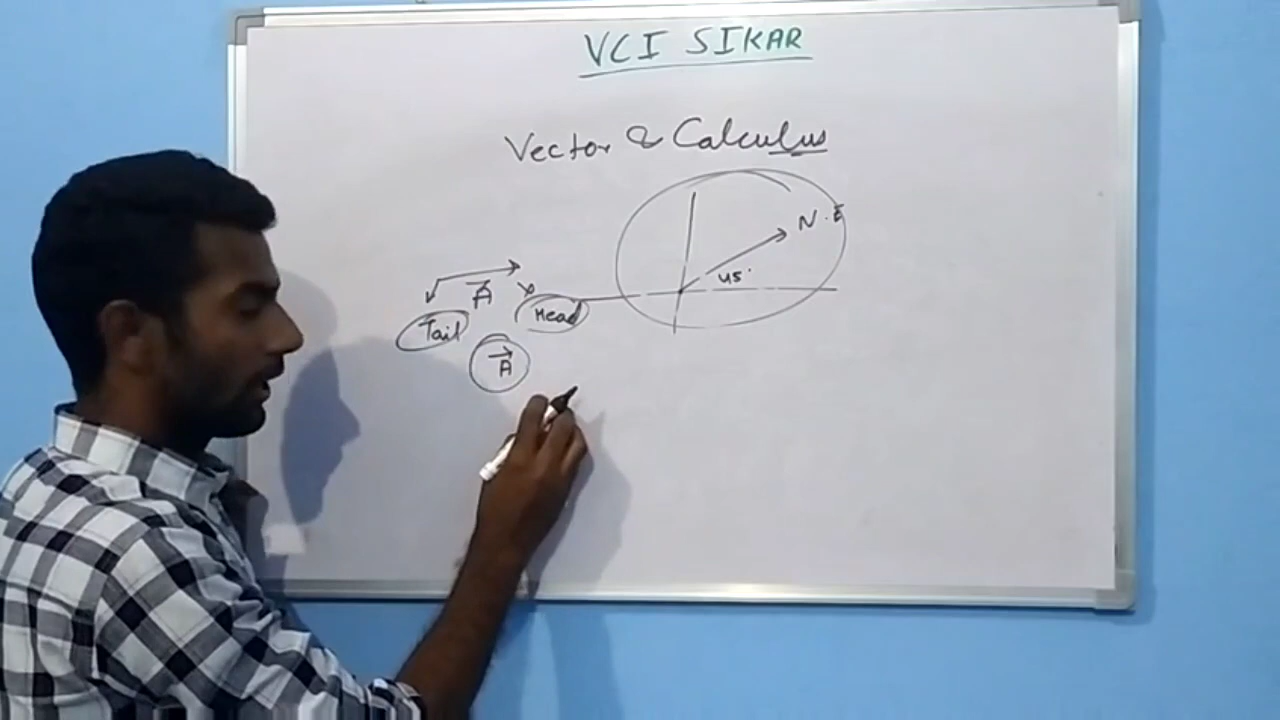 VCI SIKAR
Vector & Calculus
N.E
45°
A
Tail
Head
A